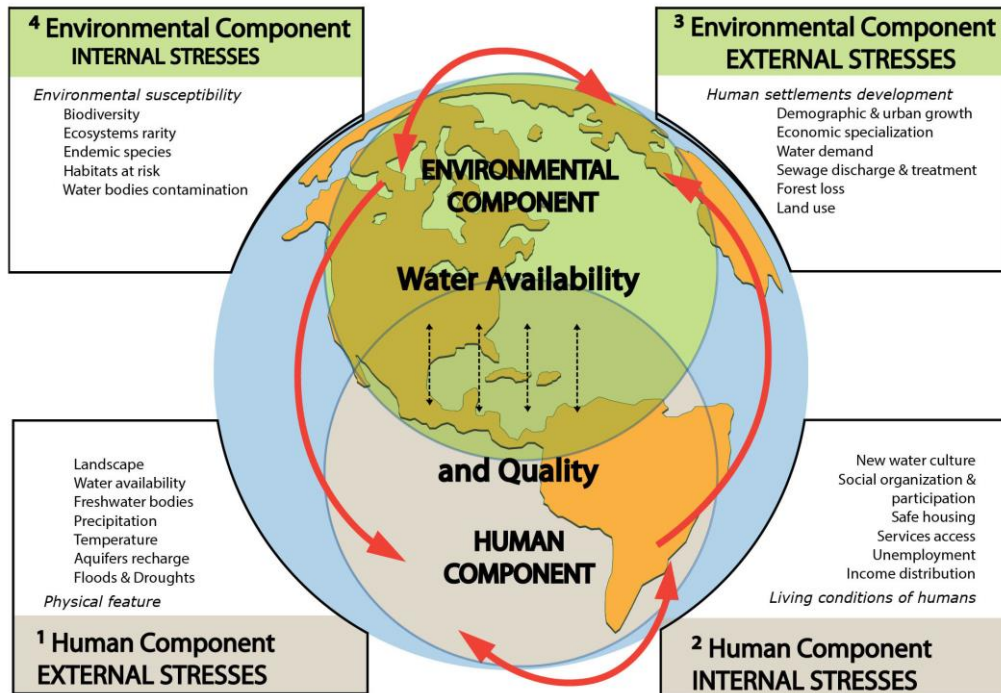 4 Environmental Component
INTERNAL STRESSES
Environmental susceptibility
Biodiversity
Ecosystems rarity
Endemic species
Habitats at risk
Water bodies contamination
3 Environmental Component
EXTERNAL STRESSES
Human settlements development
Demographic & urban growth
Economic specialization
Water demand
Sewage discharge & treatment
Forest loss
Land use
ENVIRONMENTAL
COMPONENT
Water Availability
and Quality
HUMAN
COMPONENT
Landscape
Water availability
Freshwater bodies
Precipitation
Temperature
Aquifers recharge
Floods & Droughts
Physical feature
1 Human Component
EXTERNAL STRESSES
New water culture
Social organization &
participation
Safe housing
Services access
Unemployment
Income distribution
Living conditions of humans
2 Human Component
INTERNAL STRESSES